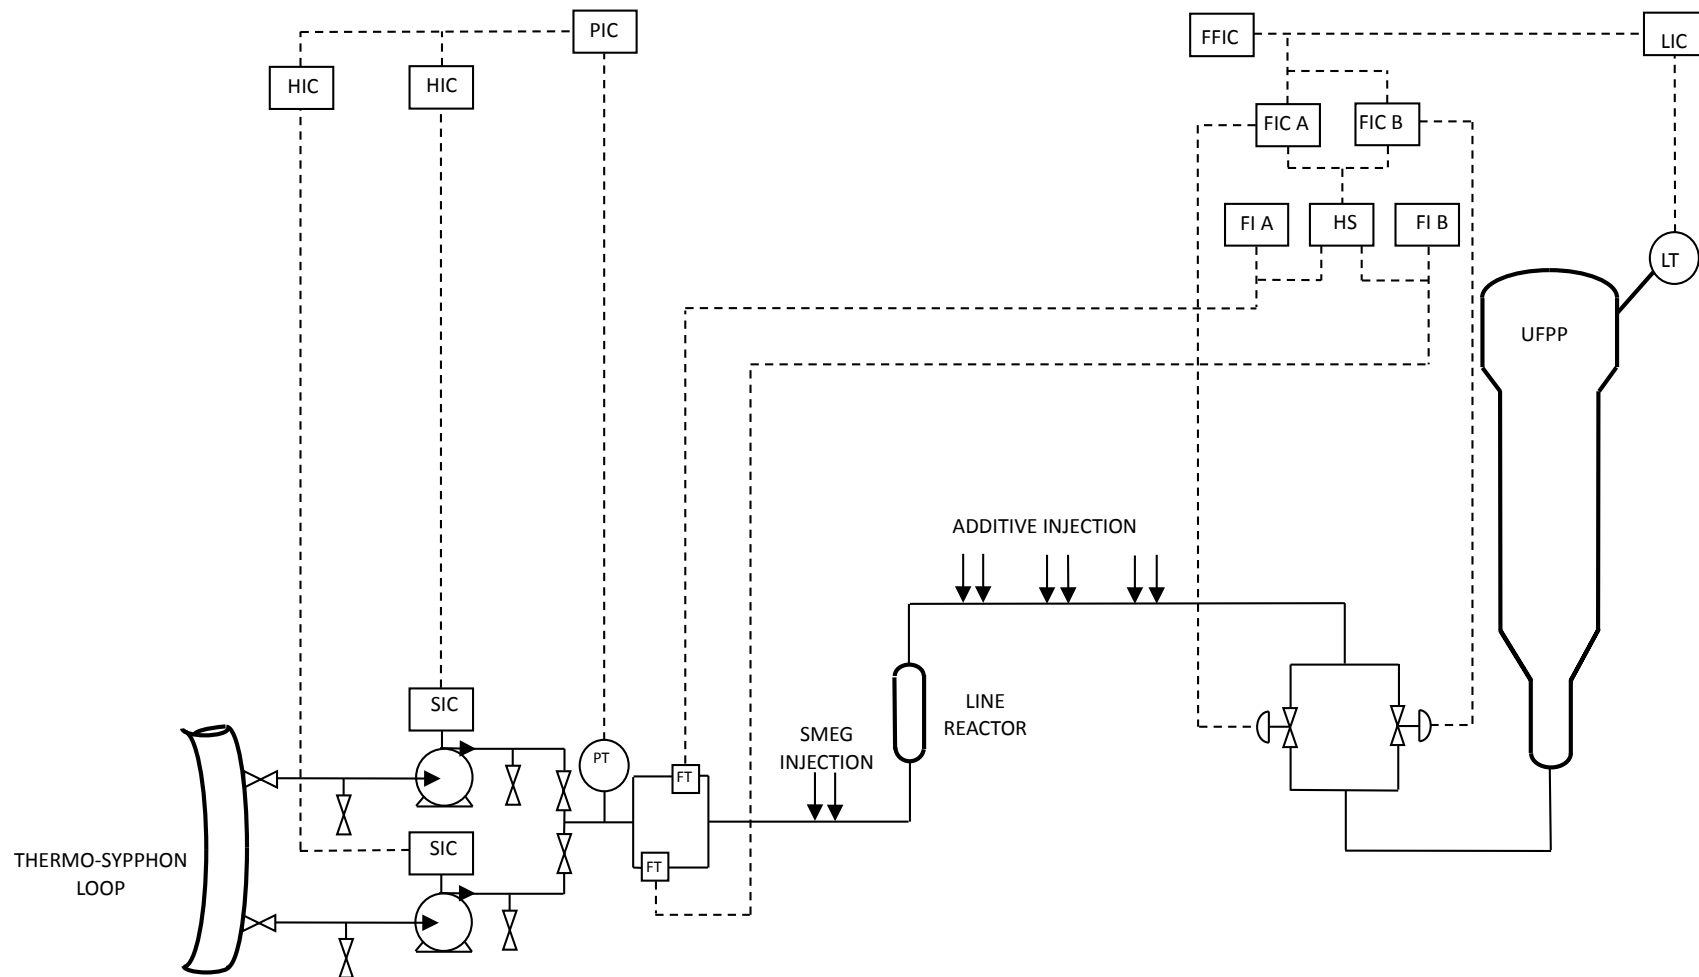 PIC
FFIC
LIC
HIC
HIC
FIC A
FIC B
FI A
HS
FI B
LT
UFPP
ADDITIVE INJECTION
SIC
LINE
REACTOR
SMEG
INJECTION
PT
FT
SIC
FT
THERMO-SYPPHON
LOOP